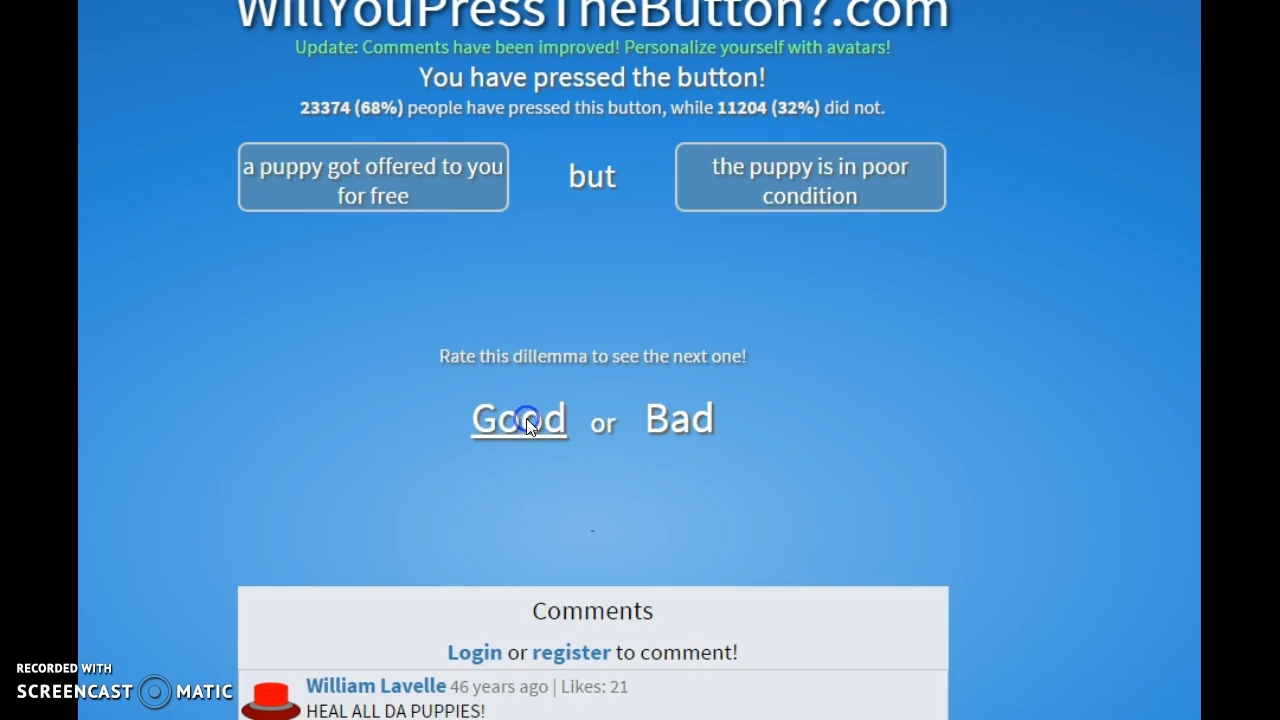 WillYouPressTheButton?.com
Update: Comments have been improved! Personalize yourself with avatars!
You have pressed the button!
23374 (68%) people have pressed this button, while 11204 (32%) did not.
a puppy got offered to you
for free
but
the puppy is in poor
condition
Rate this dillemma to see the next one!
Good or Bad
-
Comments
Login or register to comment!
William Lavelle 46 years ago | Likes: 21
HEAL ALL DA PUPPIES!
RECORDED WITH
SCREENCAST MATIC